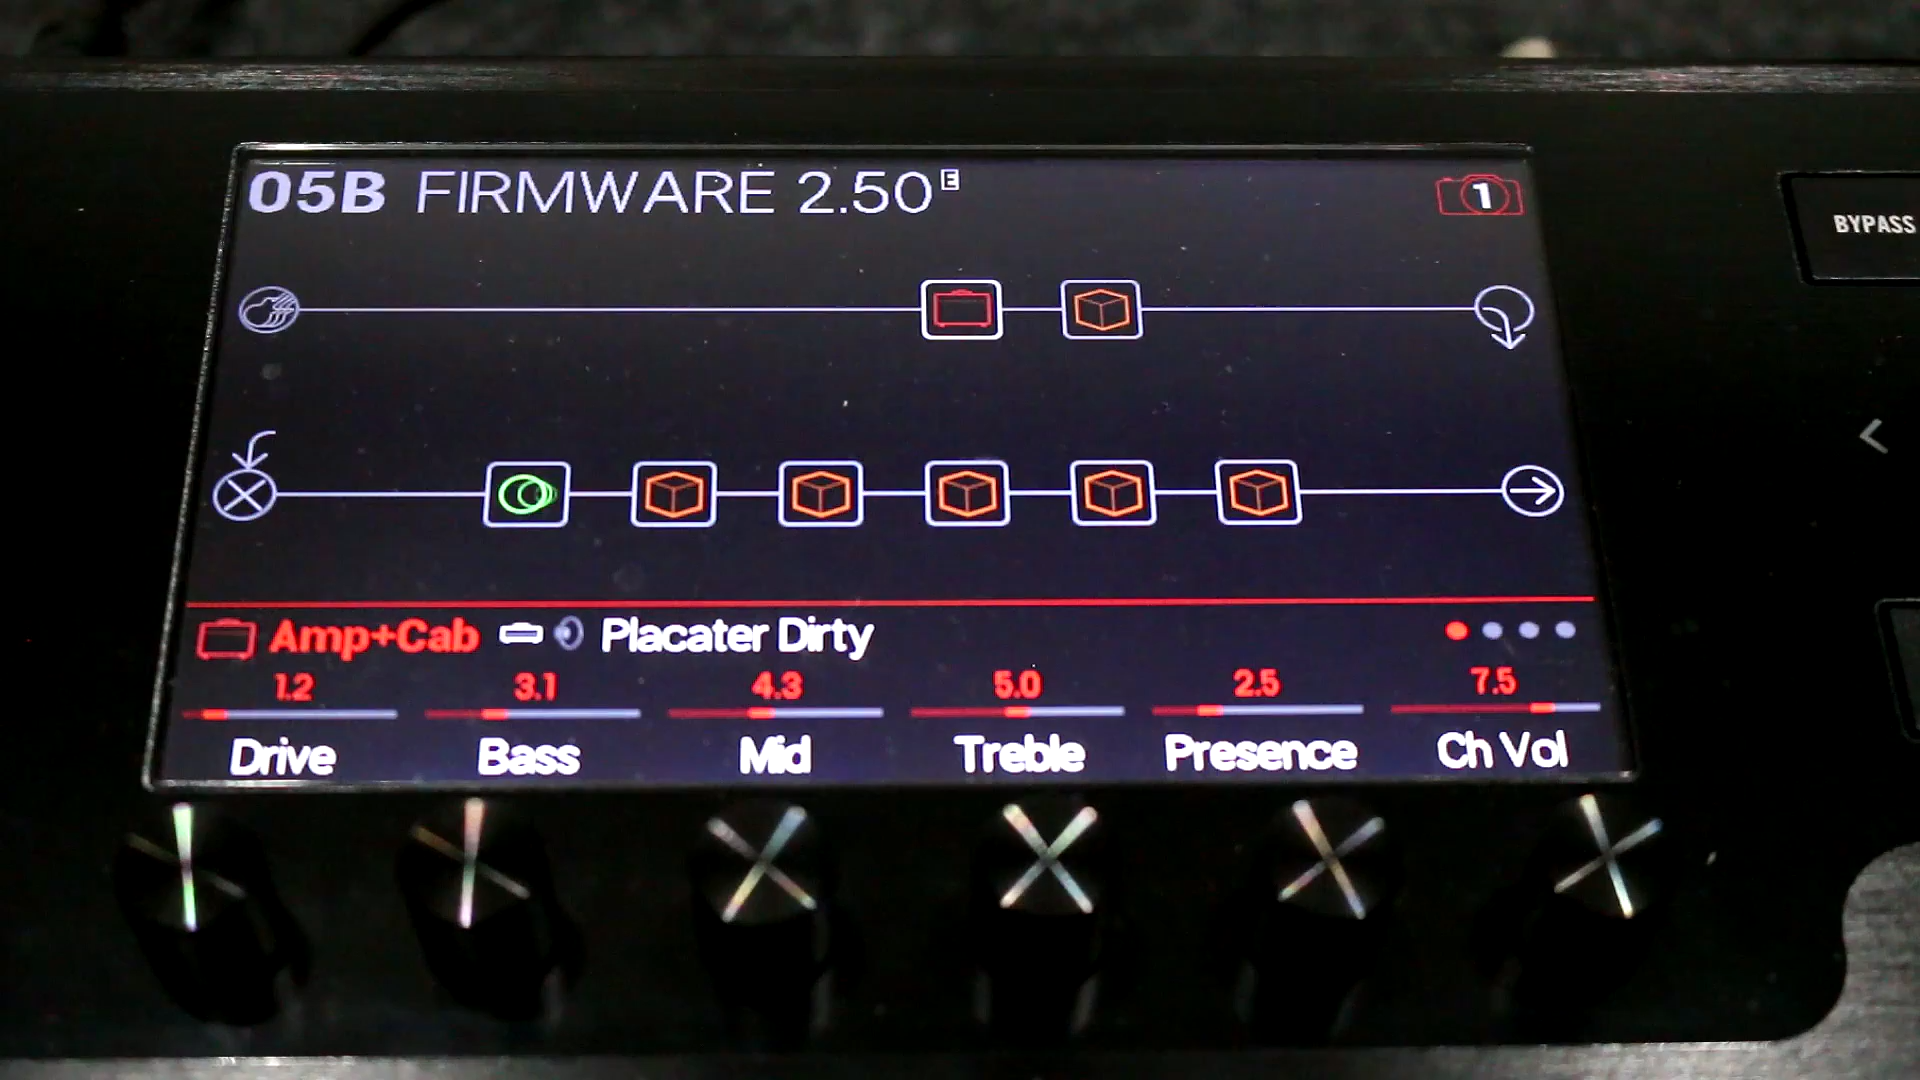 05B FIRMWARE 2.50 E
1
BYPASS
Amp+Cab Placater Dirty
1.2 3.1 4.3 5.0 2.5 7.5
Drive Bass Mid Treble Presence Ch Vol